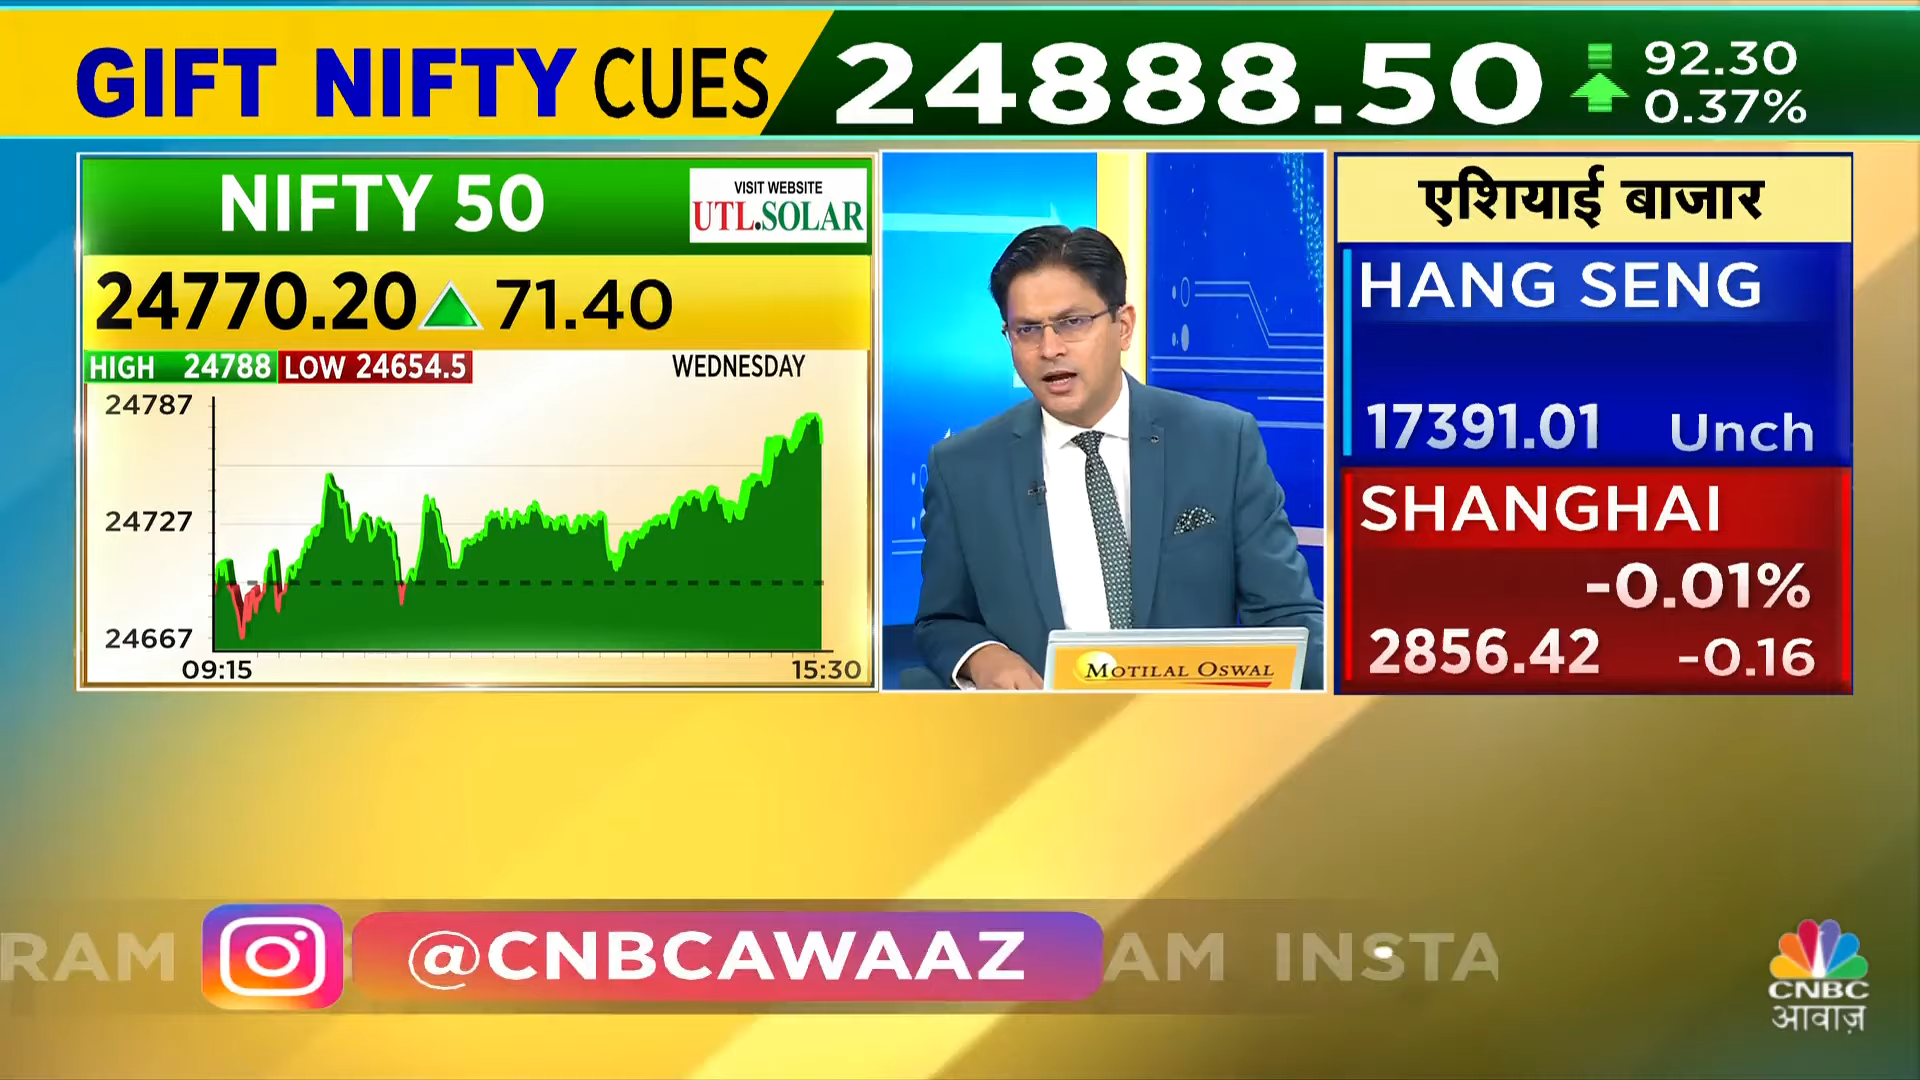 GIFT NIFTY CUES
24888.50
92.30
0.37%
NIFTY 50
VISIT WEBSITE
UTL.SOLAR
24770.20 71.40
HIGH 24788 LOW 24654.5
WEDNESDAY
24787
24727
24667
09:15
15:30
MOTILAL OSWAL
एशियाई बाजार
HANG SENG
17391.01 Unch
SHANGHAI
-0.01%
2856.42 -0.16
RAM
@CNBCAWAAZ
AM INSTA
CNBC
आवाज़